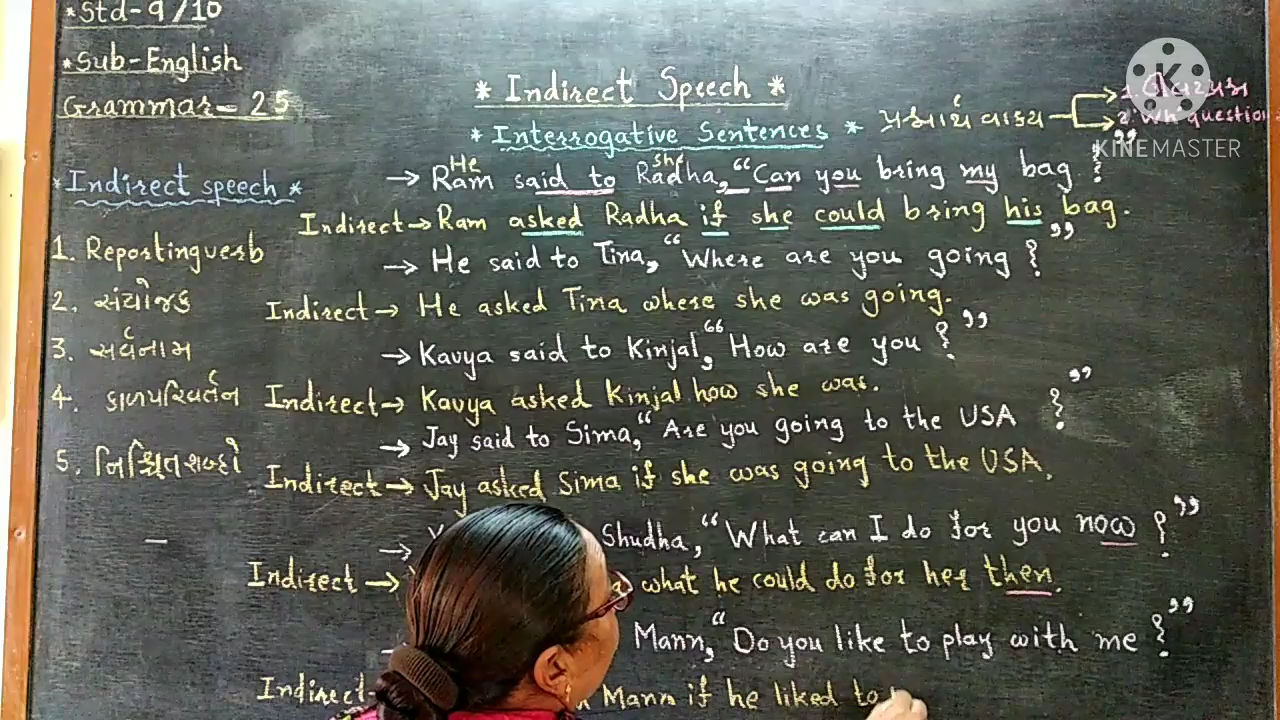 * Std-9/10
* Sub-English
Grammar-25
* Indirect Speech *
* Interrogative Sentences *
પ્રશ્નાર્થ વાક્ય
1.
2. Wh question
KINEMASTER
* Indirect speech *
1. Reporting verb
2. સંયોજક
3. સર્વનામ
4. કાળપરિવર્તન
5. નિશ્ચિતશબ્દો
He she
→ Ram said to Radha, “Can you bring my bag ?”
Indirect → Ram asked Radha if she could bring his bag.
→ He said to Tina, “Where are you going ?”
Indirect → He asked Tina where she was going.
→ Kavya said to Kinjal, “How are you ?”
Indirect → Kavya asked Kinjal how she was.
→ Jay said to Sima, “Are you going to the USA ?”
Indirect → Jay asked Sima if she was going to the USA.
→ Shudha, “What can I do for you now ?”
Indirect → what he could do for her then.
Mann, “Do you like to play with me ?”
Indirect Mann if he liked to